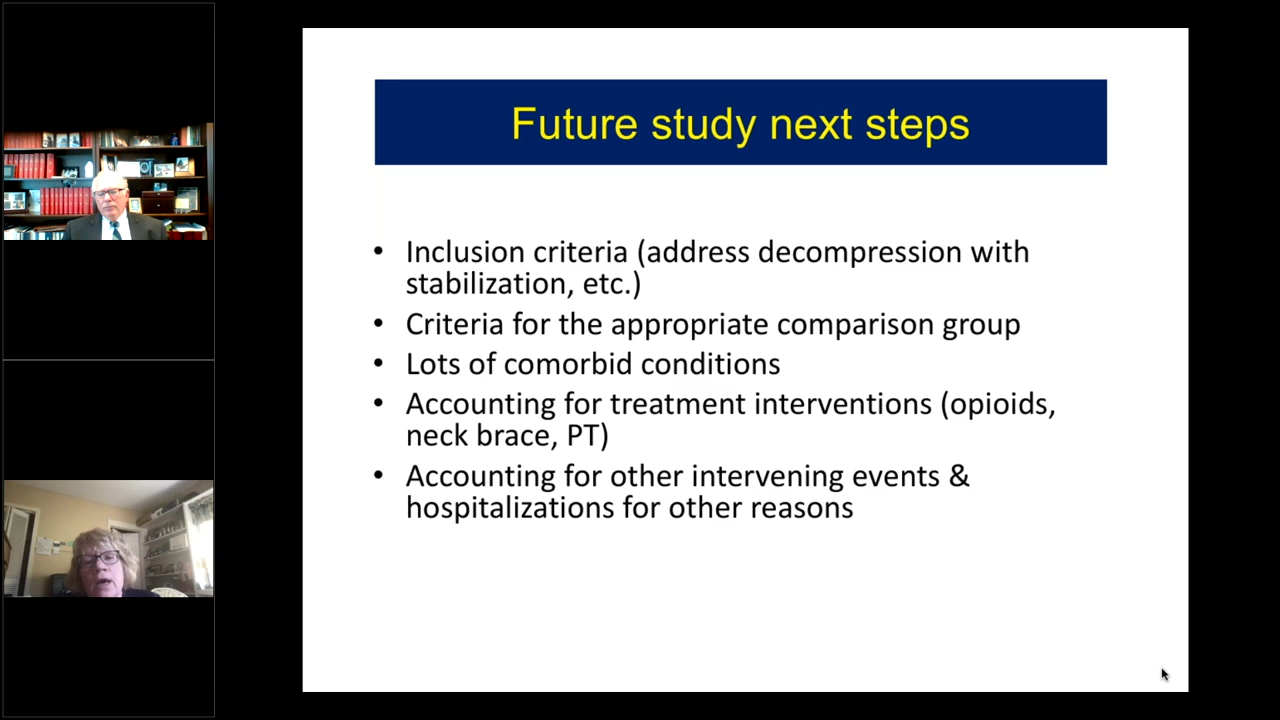 Future study next steps
• Inclusion criteria (address decompression with
stabilization, etc.)
• Criteria for the appropriate comparison group
• Lots of comorbid conditions
• Accounting for treatment interventions (opioids,
neck brace, PT)
• Accounting for other intervening events &
hospitalizations for other reasons